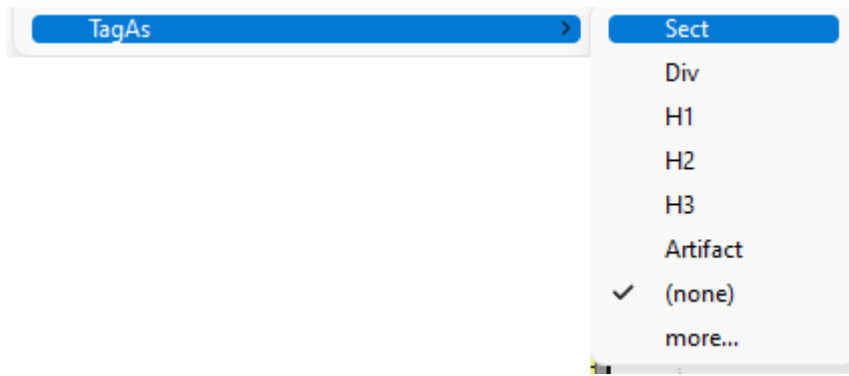 TagAs
Sect
Div
H1
H2
H3
Artifact
(none)
more...